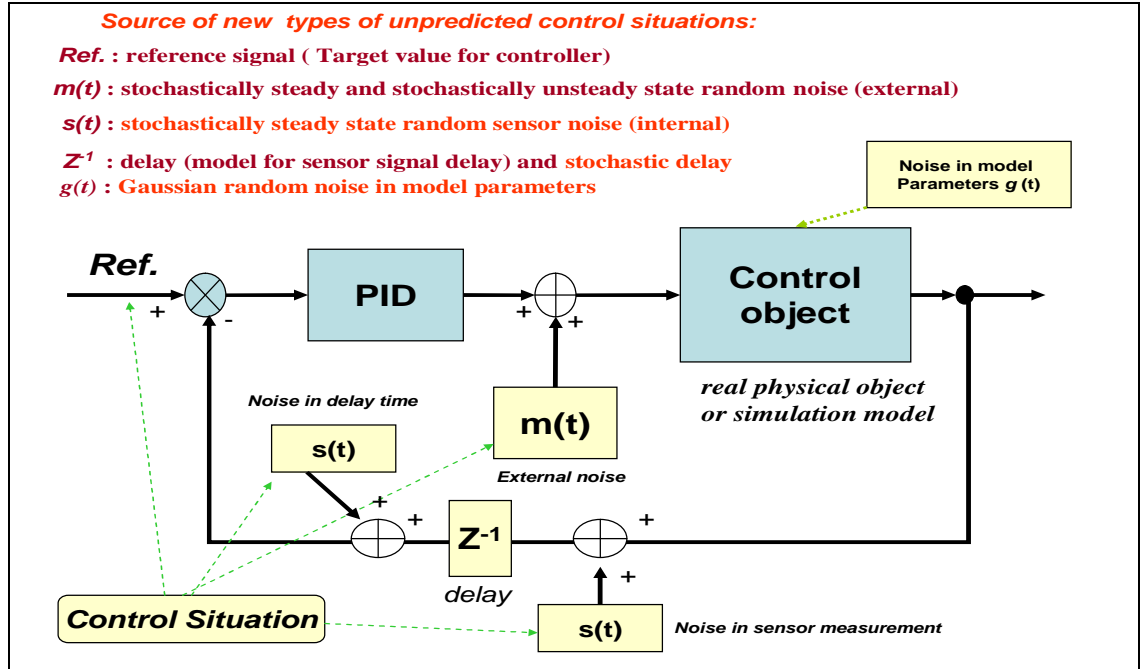 Source of new types of unpredicted control situations:
Ref. : reference signal ( Target value for controller)
m(t) : stochastically steady and stochastically unsteady state random noise (external)
s(t) : stochastically steady state random sensor noise (internal)
Z⁻¹ : delay (model for sensor signal delay) and stochastic delay
g(t) : Gaussian random noise in model parameters
Noise in model
Parameters g (t)
Ref.
+
-
PID
+
+
Control
object
real physical object
or simulation model
Noise in delay time
s(t)
m(t)
External noise
+
+
Z⁻¹
delay
+
+
s(t)
Noise in sensor measurement
Control Situation